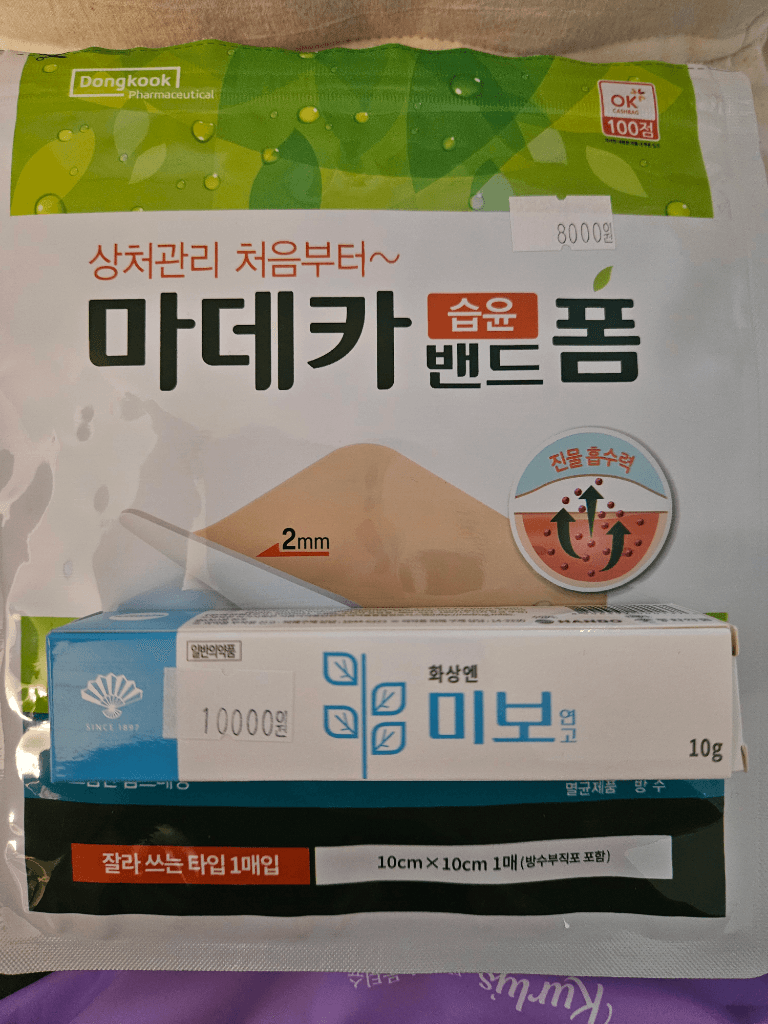 Dongkook
Pharmaceutical
OK
CASHBAG
100점
8000원
상처관리 처음부터~
마데카 습윤밴드 폼
진물 흡수력
2mm
일반의약품
SINCE 1897
10000원
화상엔
미보연고
10g
멸균제품 방수
잘라 쓰는 타입 1매입
10cm×10cm 1매(방수부직포 포함)
Kurly's